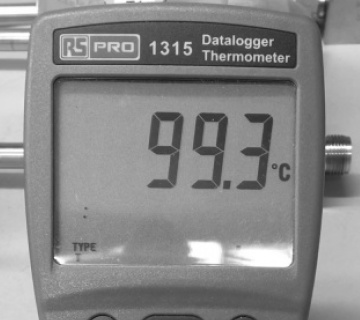 RS PRO 1315 Datalogger
Thermometer
99.3 °C
TYPE
T